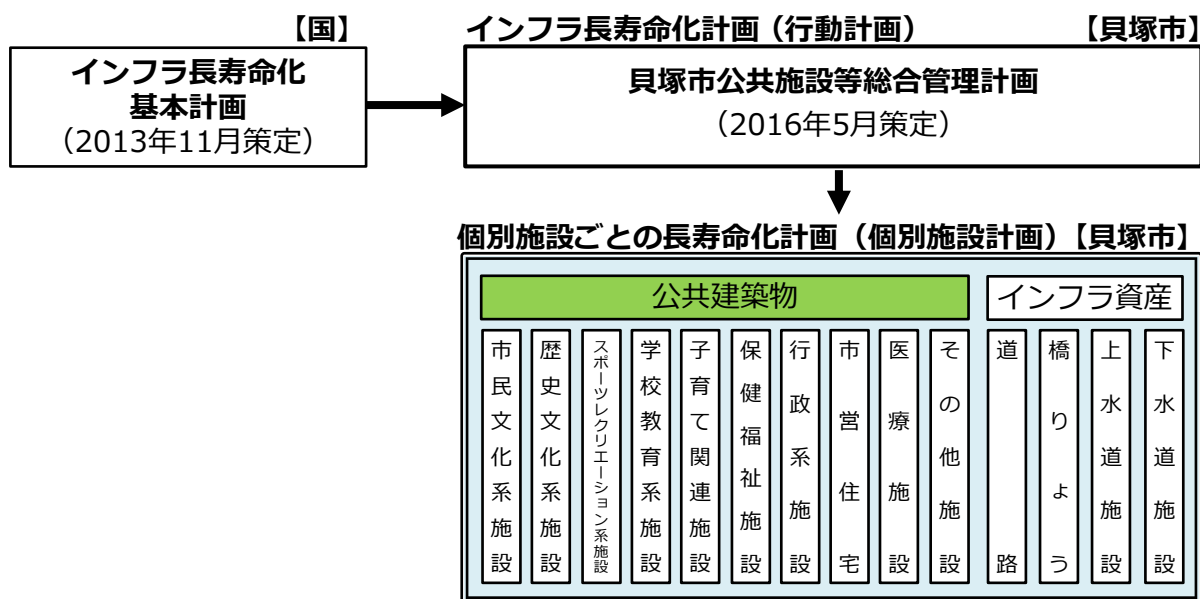 【国】
インフラ長寿命化
基本計画
（2013年11月策定）
インフラ長寿命化計画（行動計画）
【貝塚市】
貝塚市公共施設等総合管理計画
（2016年5月策定）
個別施設ごとの長寿命化計画（個別施設計画）【貝塚市】
公共建築物
インフラ資産
市民文化系施設
歴史文化系施設
スポーツレクリエーション系施設
学校教育系施設
子育て関連施設
保健福祉施設
行政系施設
市営住宅
医療施設
その他施設
道路
橋りょう
上水道施設
下水道施設